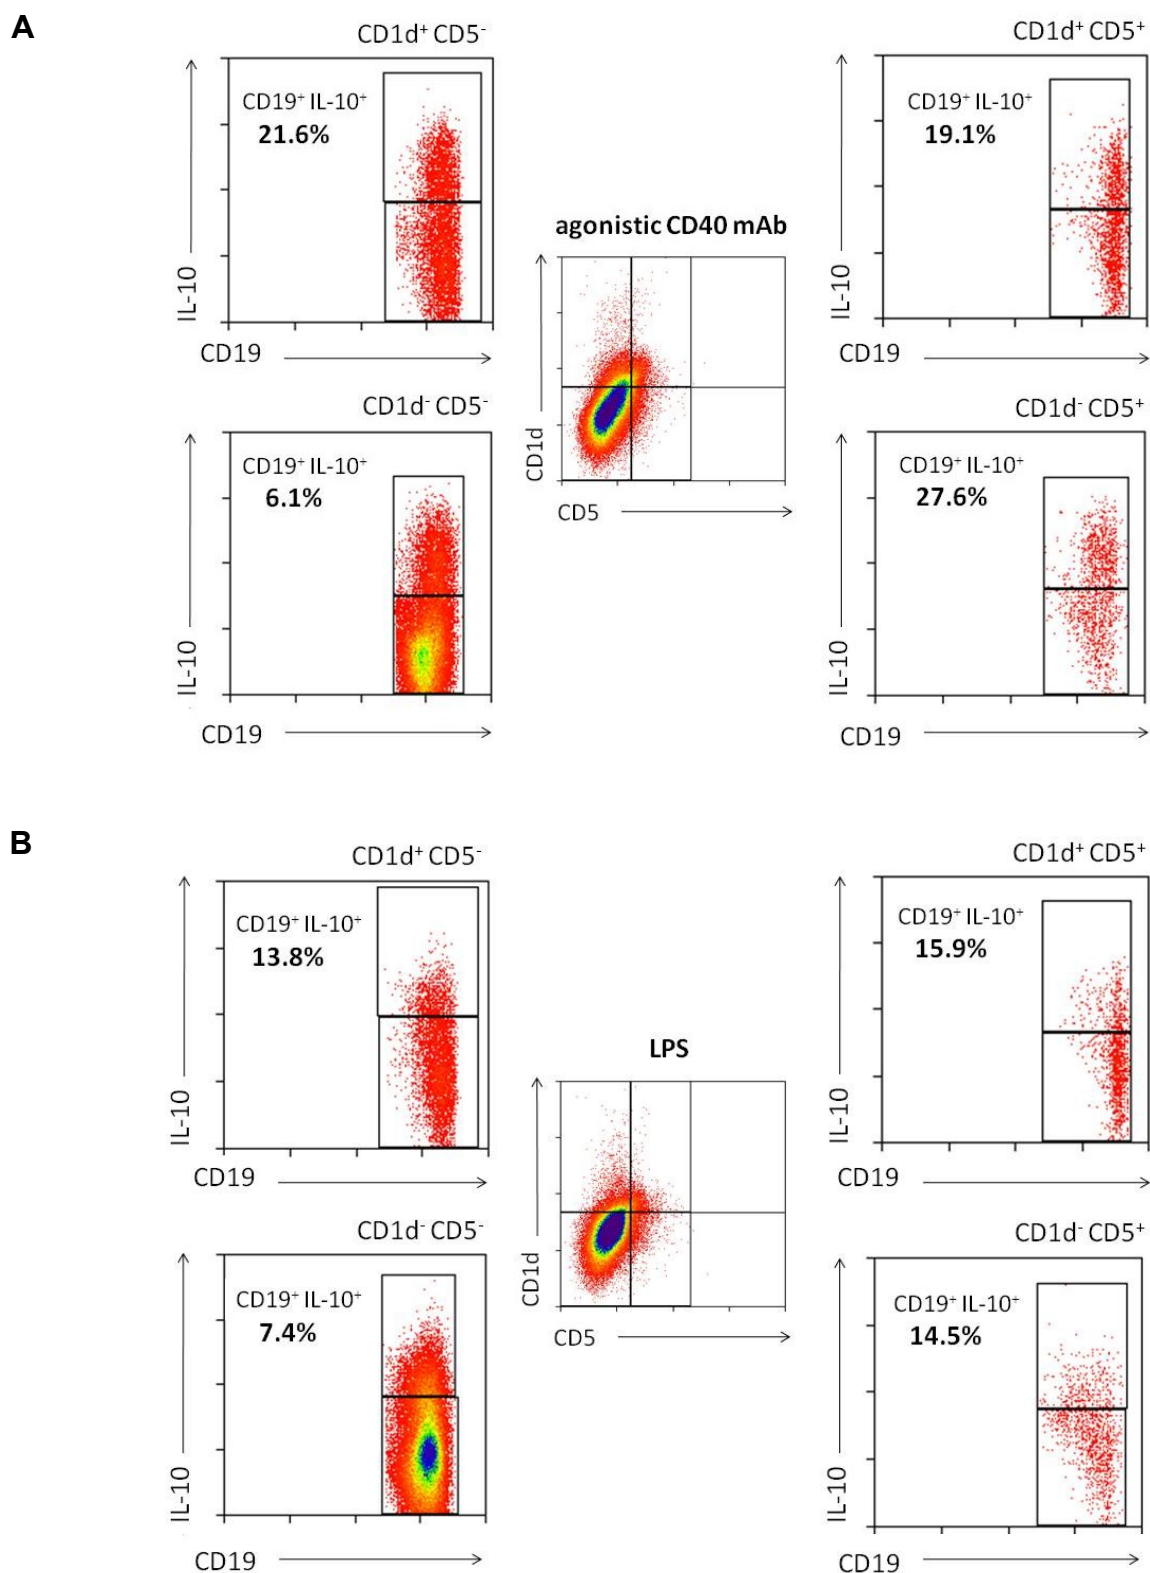 A
CD1d⁺ CD5⁻
CD19⁺ IL-10⁺
21.6%
IL-10
CD19
CD1d⁺ CD5⁺
CD19⁺ IL-10⁺
19.1%
IL-10
CD19
agonistic CD40 mAb
CD1d
CD5
CD1d⁻ CD5⁻
CD19⁺ IL-10⁺
6.1%
IL-10
CD19
CD1d⁻ CD5⁺
CD19⁺ IL-10⁺
27.6%
IL-10
CD19
B
CD1d⁺ CD5⁻
CD19⁺ IL-10⁺
13.8%
IL-10
CD19
CD1d⁺ CD5⁺
CD19⁺ IL-10⁺
15.9%
IL-10
CD19
LPS
CD1d
CD5
CD1d⁻ CD5⁻
CD19⁺ IL-10⁺
7.4%
IL-10
CD19
CD1d⁻ CD5⁺
CD19⁺ IL-10⁺
14.5%
IL-10
CD19